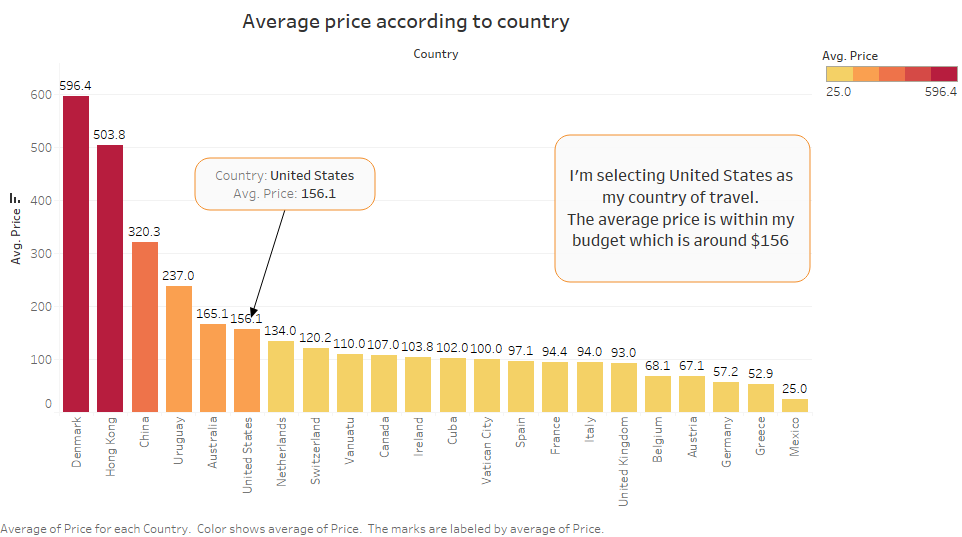 Average price according to country
Country
Avg. Price
25.0 596.4
Avg. Price
600
500
400
300
200
100
0
596.4
503.8
320.3
237.0
165.1
156.1
134.0
120.2
110.0
107.0
103.8
102.0
100.0
97.1
94.4
94.0
93.0
68.1
67.1
57.2
52.9
25.0
Country: United States
Avg. Price: 156.1
I'm selecting United States as
my country of travel.
The average price is within my
budget which is around $156
Denmark
Hong Kong
China
Uruguay
Australia
United States
Netherlands
Switzerland
Vanuatu
Canada
Ireland
Cuba
Vatican City
Spain
France
Italy
United Kingdom
Belgium
Austria
Germany
Greece
Mexico
Average of Price for each Country.  Color shows average of Price.  The marks are labeled by average of Price.